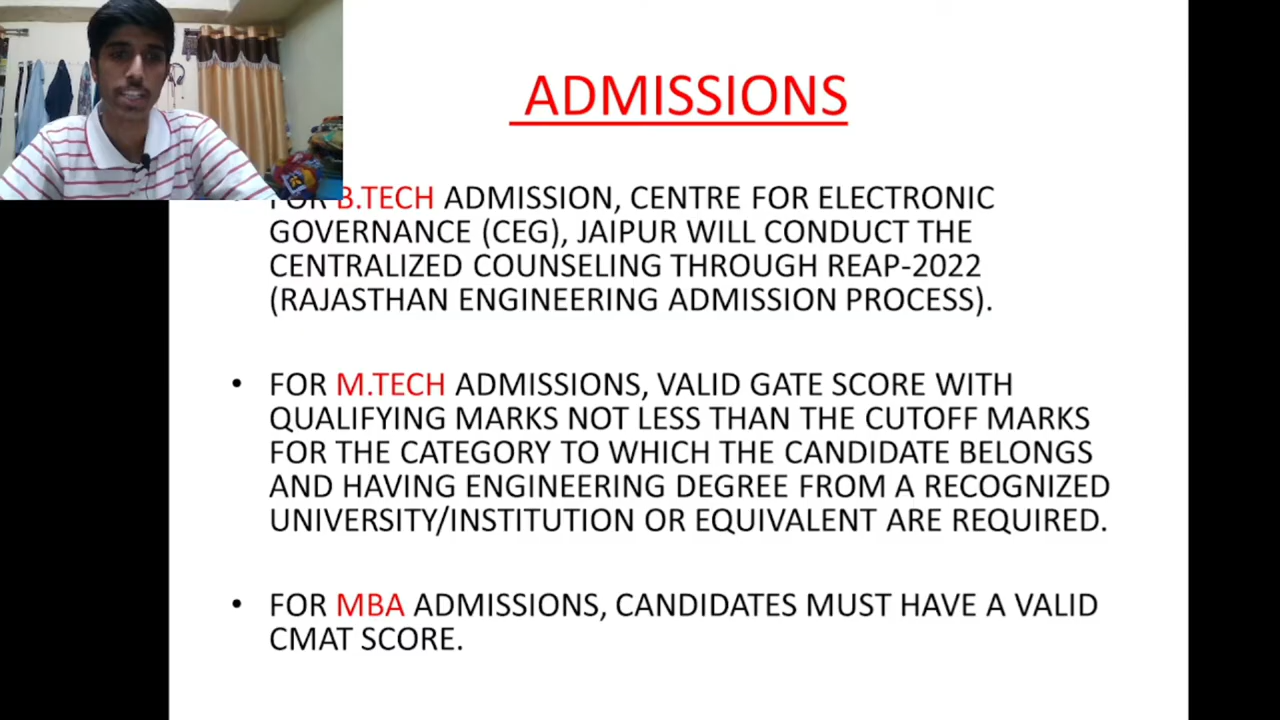 ADMISSIONS
FOR B.TECH ADMISSION, CENTRE FOR ELECTRONIC
GOVERNANCE (CEG), JAIPUR WILL CONDUCT THE
CENTRALIZED COUNSELING THROUGH REAP-2022
(RAJASTHAN ENGINEERING ADMISSION PROCESS).
• FOR M.TECH ADMISSIONS, VALID GATE SCORE WITH
QUALIFYING MARKS NOT LESS THAN THE CUTOFF MARKS
FOR THE CATEGORY TO WHICH THE CANDIDATE BELONGS
AND HAVING ENGINEERING DEGREE FROM A RECOGNIZED
UNIVERSITY/INSTITUTION OR EQUIVALENT ARE REQUIRED.
• FOR MBA ADMISSIONS, CANDIDATES MUST HAVE A VALID
CMAT SCORE.